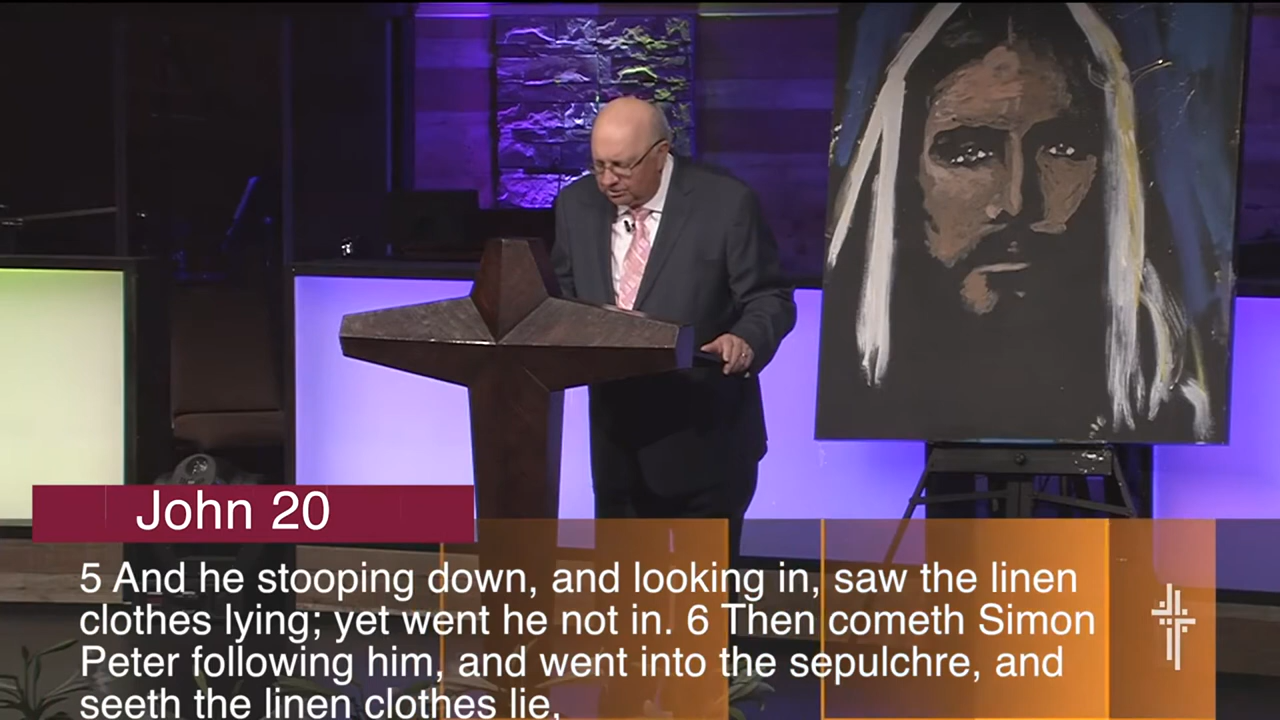 John 20
5 And he stooping down, and looking in, saw the linen
clothes lying; yet went he not in. 6 Then cometh Simon
Peter following him, and went into the sepulchre, and
seeth the linen clothes lie,